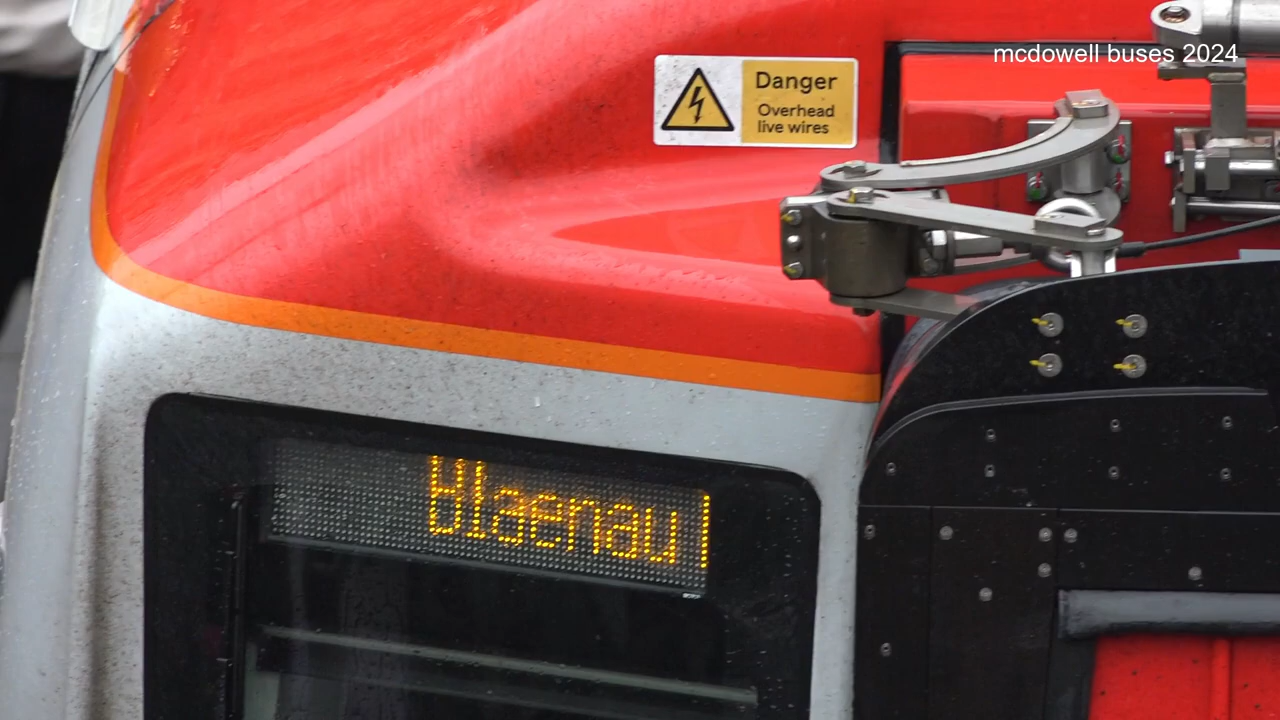 mcdowell buses 2024
Danger
Overhead
live wires
Blaenau